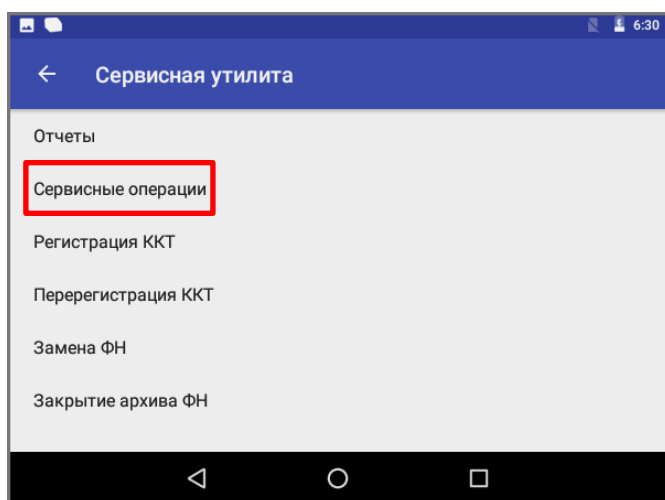 6:30
Сервисная утилита
Отчеты
Сервисные операции
Регистрация ККТ
Перерегистрация ККТ
Замена ФН
Закрытие архива ФН